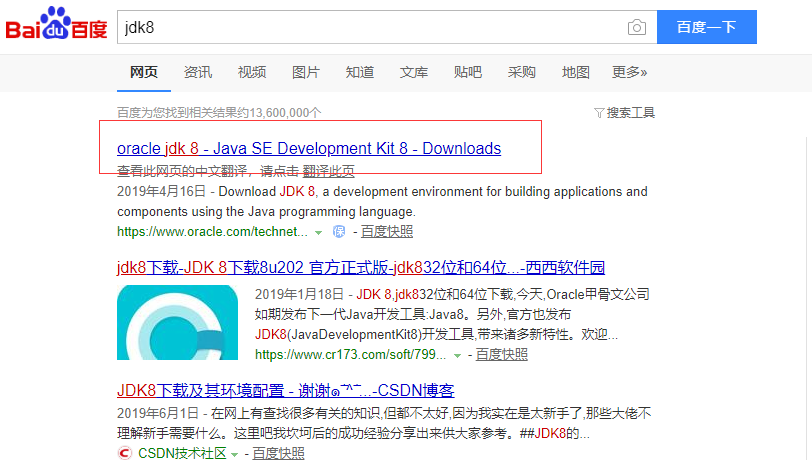 Bai du 百度 jdk8 百度一下
网页 资讯 视频 图片 知道 文库 贴吧 采购 地图 更多»
百度为您找到相关结果约13,600,000个 搜索工具
oracle jdk 8 - Java SE Development Kit 8 - Downloads
查看此网页的中文翻译，请点击 翻译此页
2019年4月16日 - Download JDK 8, a development environment for building applications and
components using the Java programming language.
https://www.oracle.com/technet... 保 - 百度快照
jdk8下载-JDK 8下载8u202 官方正式版-jdk832位和64位...-西西软件园
2019年1月18日 - JDK 8,jdk832位和64位下载,今天,Oracle甲骨文公司
如期发布下一代Java开发工具:Java8。另外,官方也发布
JDK8(JavaDevelopmentKit8)开发工具,带来诸多新特性。欢迎...
https://www.cr173.com/soft/799... - 百度快照
JDK8下载及其环境配置 - 谢谢๑乛◡乛...-CSDN博客
2019年6月1日 - 在网上有查找很多有关的知识,但都不太好,因为我实在是太新手了,那些大佬不
理解新手需要什么。这里吧我坎坷后的成功经验分享出来供大家参考。##JDK8的...
CSDN技术社区 - 百度快照